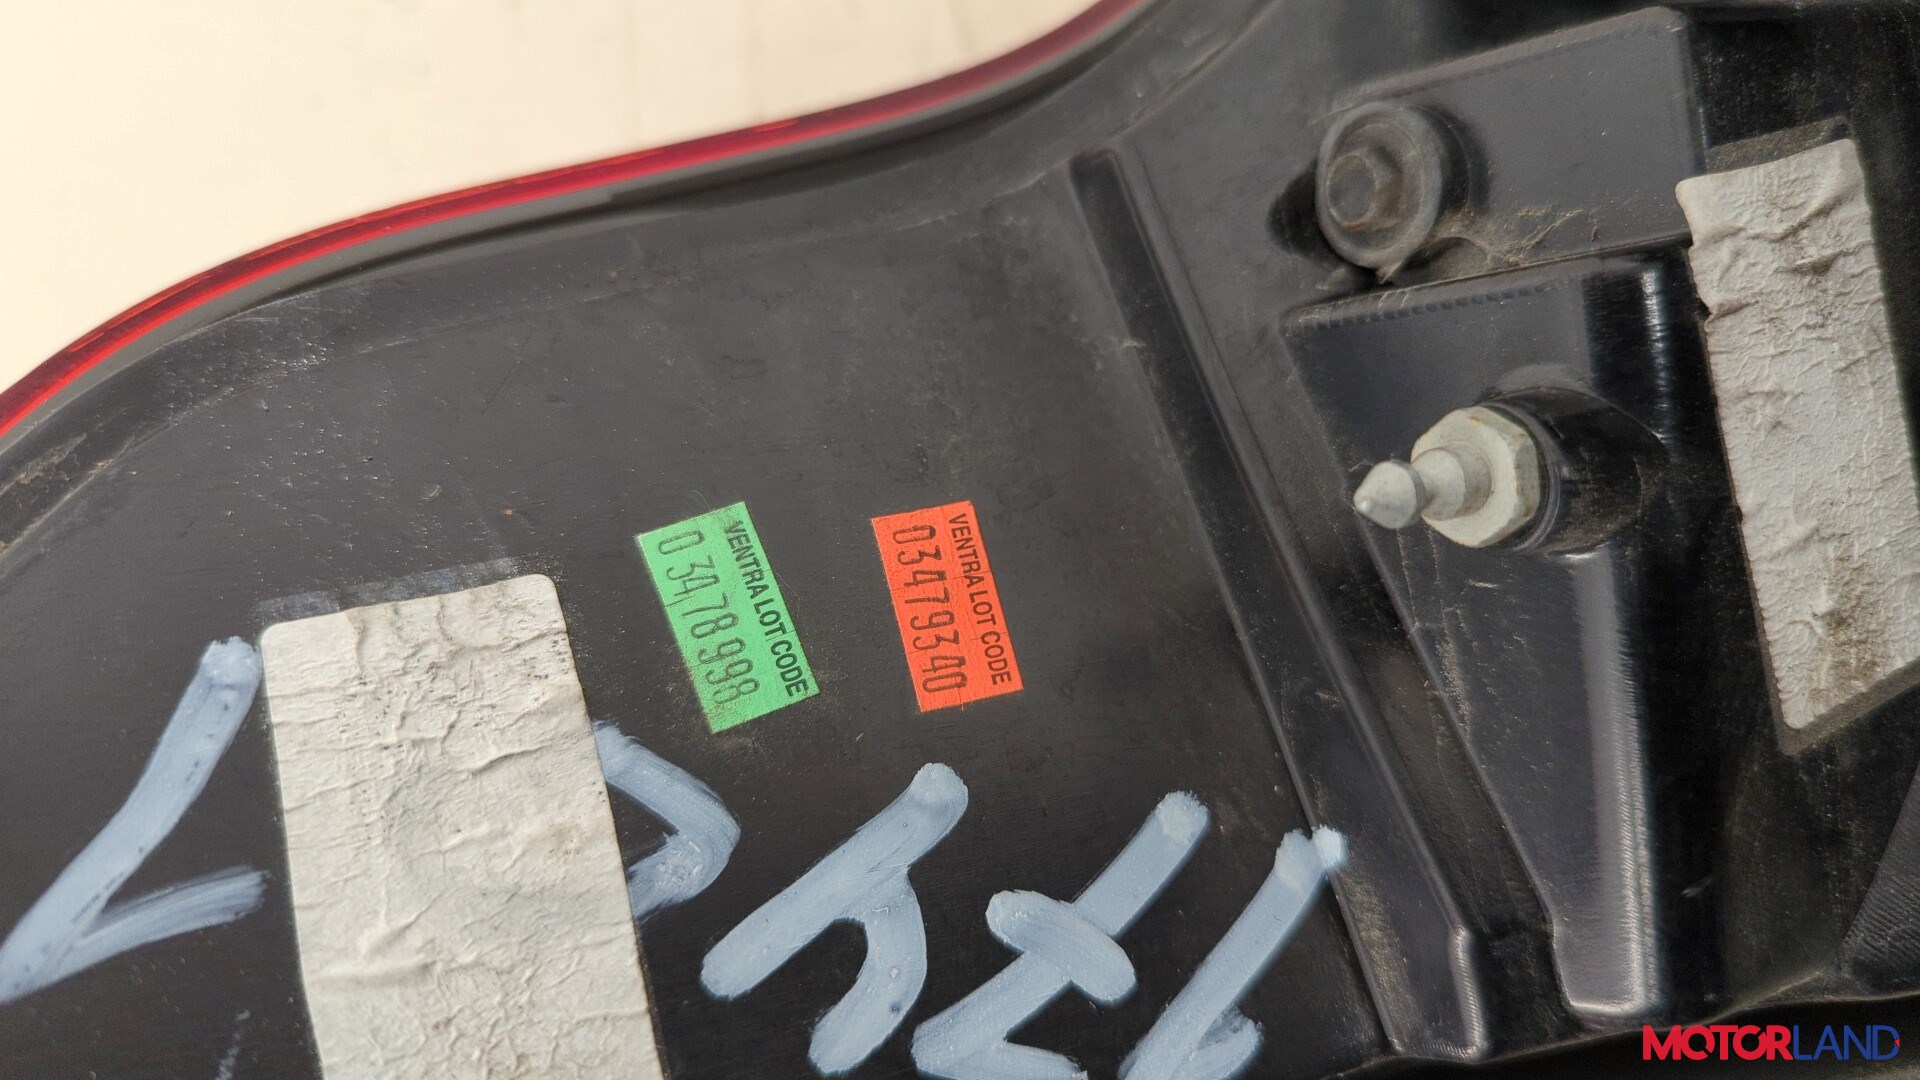 VENTRA LOT CODE
03478998
VENTRA LOT CODE
03479340
MOTORLAND